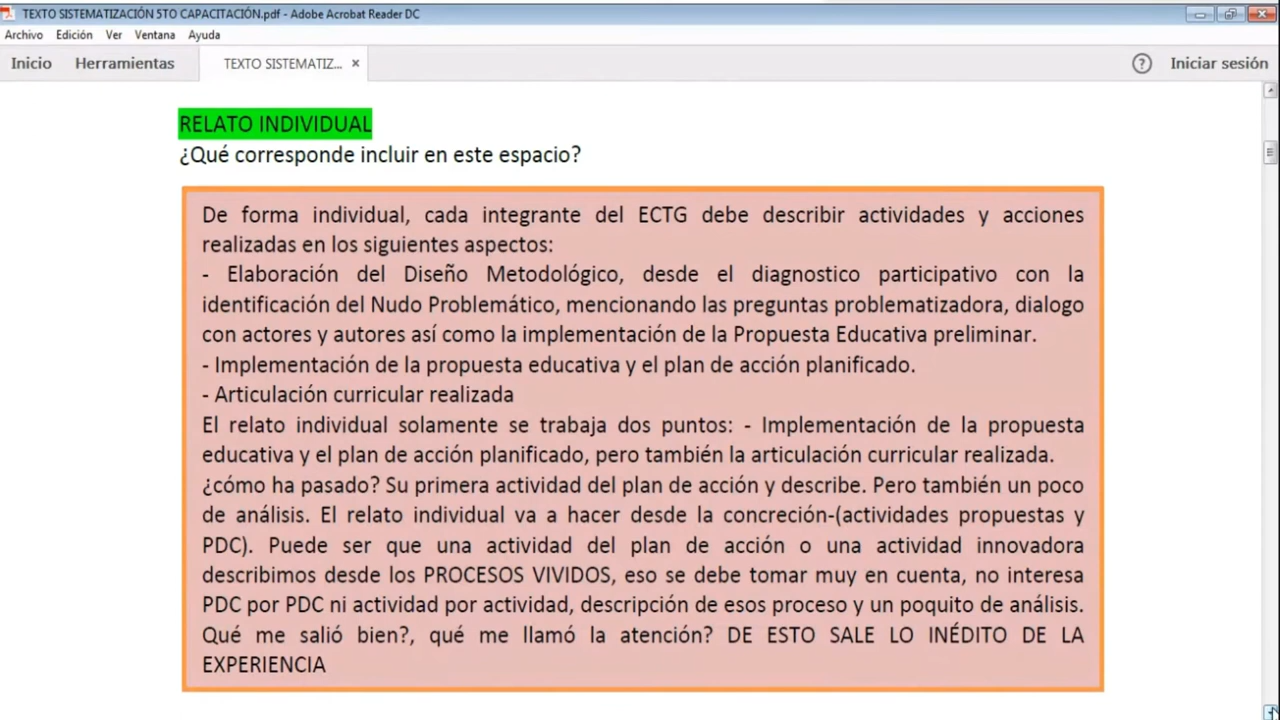 TEXTO SISTEMATIZACIÓN 5TO CAPACITACIÓN.pdf - Adobe Acrobat Reader DC
Archivo Edición Ver Ventana Ayuda
Inicio Herramientas TEXTO SISTEMATIZ... × ? Iniciar sesión
RELATO INDIVIDUAL
¿Qué corresponde incluir en este espacio?
De forma individual, cada integrante del ECTG debe describir actividades y acciones
realizadas en los siguientes aspectos:
- Elaboración del Diseño Metodológico, desde el diagnostico participativo con la
identificación del Nudo Problemático, mencionando las preguntas problematizadora, dialogo
con actores y autores así como la implementación de la Propuesta Educativa preliminar.
- Implementación de la propuesta educativa y el plan de acción planificado.
- Articulación curricular realizada
El relato individual solamente se trabaja dos puntos: - Implementación de la propuesta
educativa y el plan de acción planificado, pero también la articulación curricular realizada.
¿cómo ha pasado? Su primera actividad del plan de acción y describe. Pero también un poco
de análisis. El relato individual va a hacer desde la concreción-(actividades propuestas y
PDC). Puede ser que una actividad del plan de acción o una actividad innovadora
describimos desde los PROCESOS VIVIDOS, eso se debe tomar muy en cuenta, no interesa
PDC por PDC ni actividad por actividad, descripción de esos proceso y un poquito de análisis.
Qué me salió bien?, qué me llamó la atención? DE ESTO SALE LO INÉDITO DE LA
EXPERIENCIA